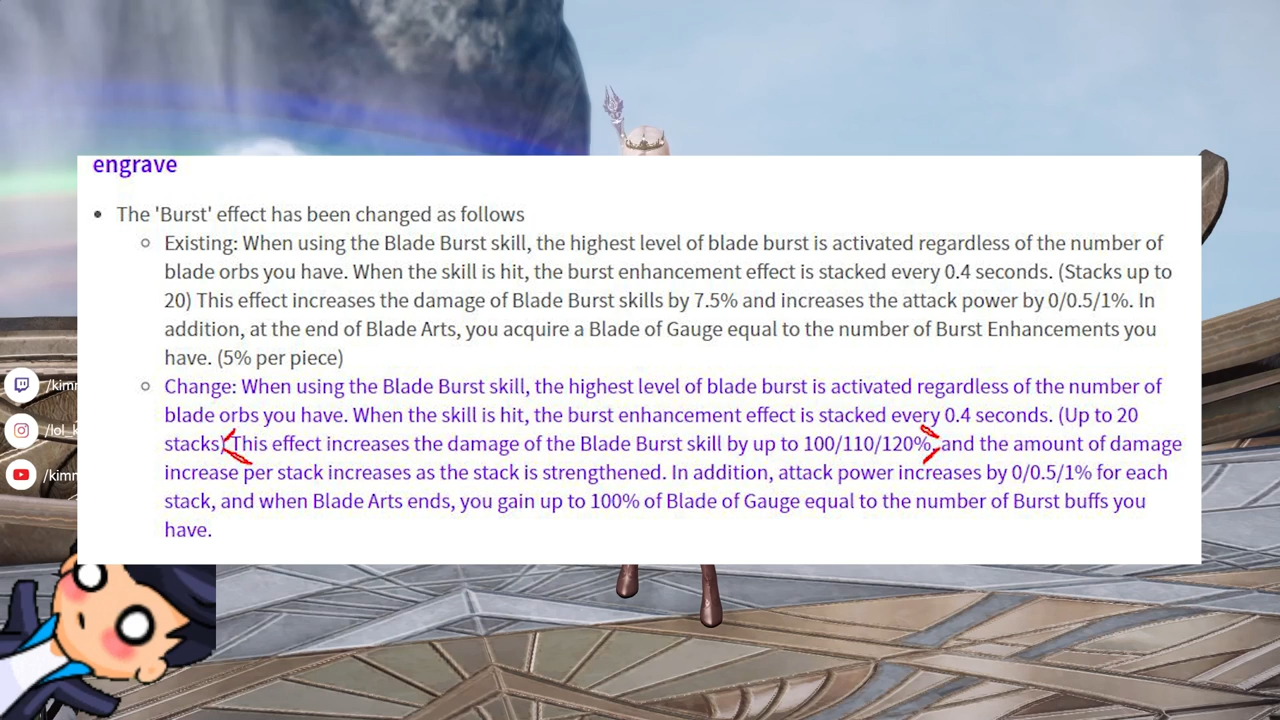 engrave
• The 'Burst' effect has been changed as follows
○ Existing: When using the Blade Burst skill, the highest level of blade burst is activated regardless of the number of
blade orbs you have. When the skill is hit, the burst enhancement effect is stacked every 0.4 seconds. (Stacks up to
20) This effect increases the damage of Blade Burst skills by 7.5% and increases the attack power by 0/0.5/1%. In
addition, at the end of Blade Arts, you acquire a Blade of Gauge equal to the number of Burst Enhancements you
have. (5% per piece)
○ Change: When using the Blade Burst skill, the highest level of blade burst is activated regardless of the number of
blade orbs you have. When the skill is hit, the burst enhancement effect is stacked every 0.4 seconds. (Up to 20
stacks) This effect increases the damage of the Blade Burst skill by up to 100/110/120%, and the amount of damage
increase per stack increases as the stack is strengthened. In addition, attack power increases by 0/0.5/1% for each
stack, and when Blade Arts ends, you gain up to 100% of Blade of Gauge equal to the number of Burst buffs you
have.
/kim
/lol_k
/kim